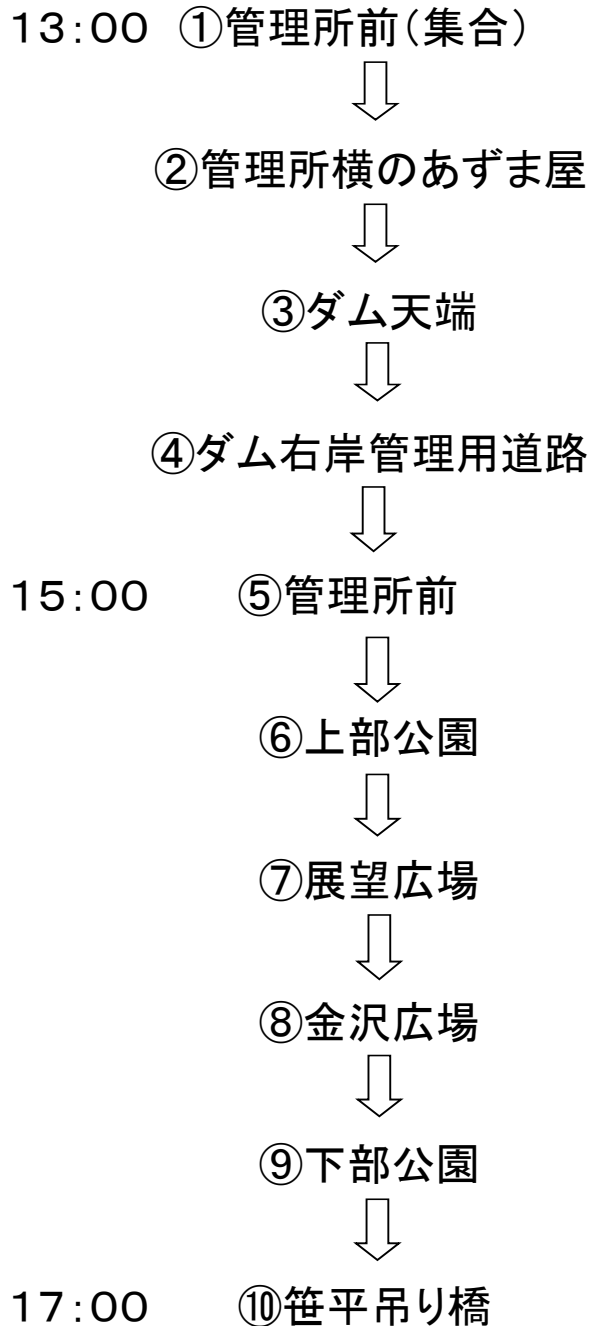 13:00 ①管理所前(集合)
②管理所横のあずま屋
③ダム天端
④ダム右岸管理用道路
15:00 ⑤管理所前
⑥上部公園
⑦展望広場
⑧金沢広場
⑨下部公園
17:00 ⑩笹平吊り橋